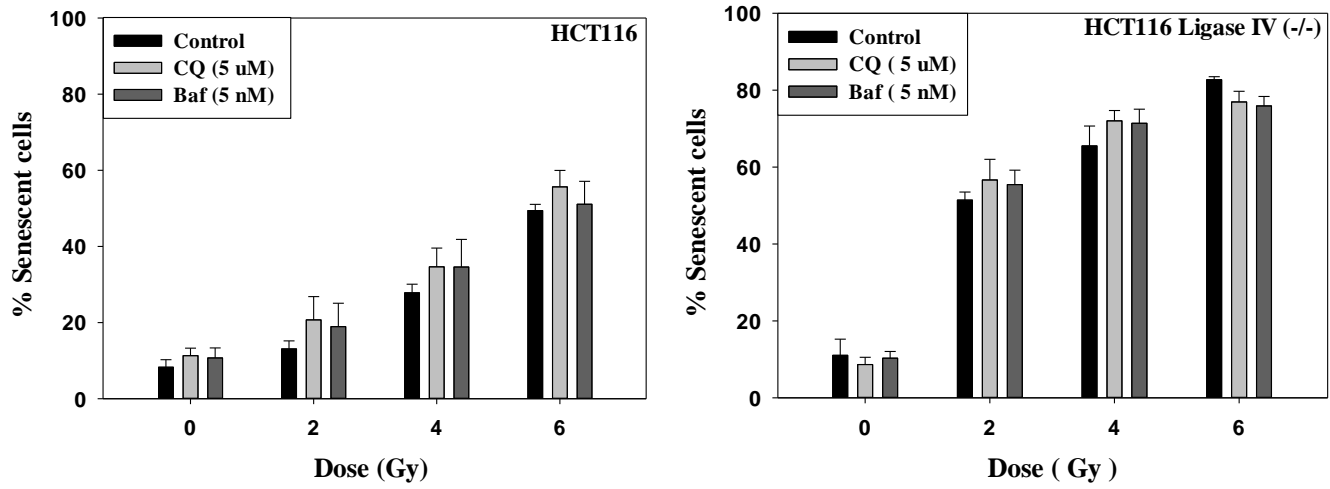 100
80
60
40
20
0
% Senescent cells
HCT116
Control
CQ (5 uM)
Baf (5 nM)
0 2 4 6
Dose (Gy)
100
80
60
40
20
0
% Senescent cells
HCT116 Ligase IV (-/-)
Control
CQ ( 5 uM)
Baf ( 5 nM)
0 2 4 6
Dose ( Gy )